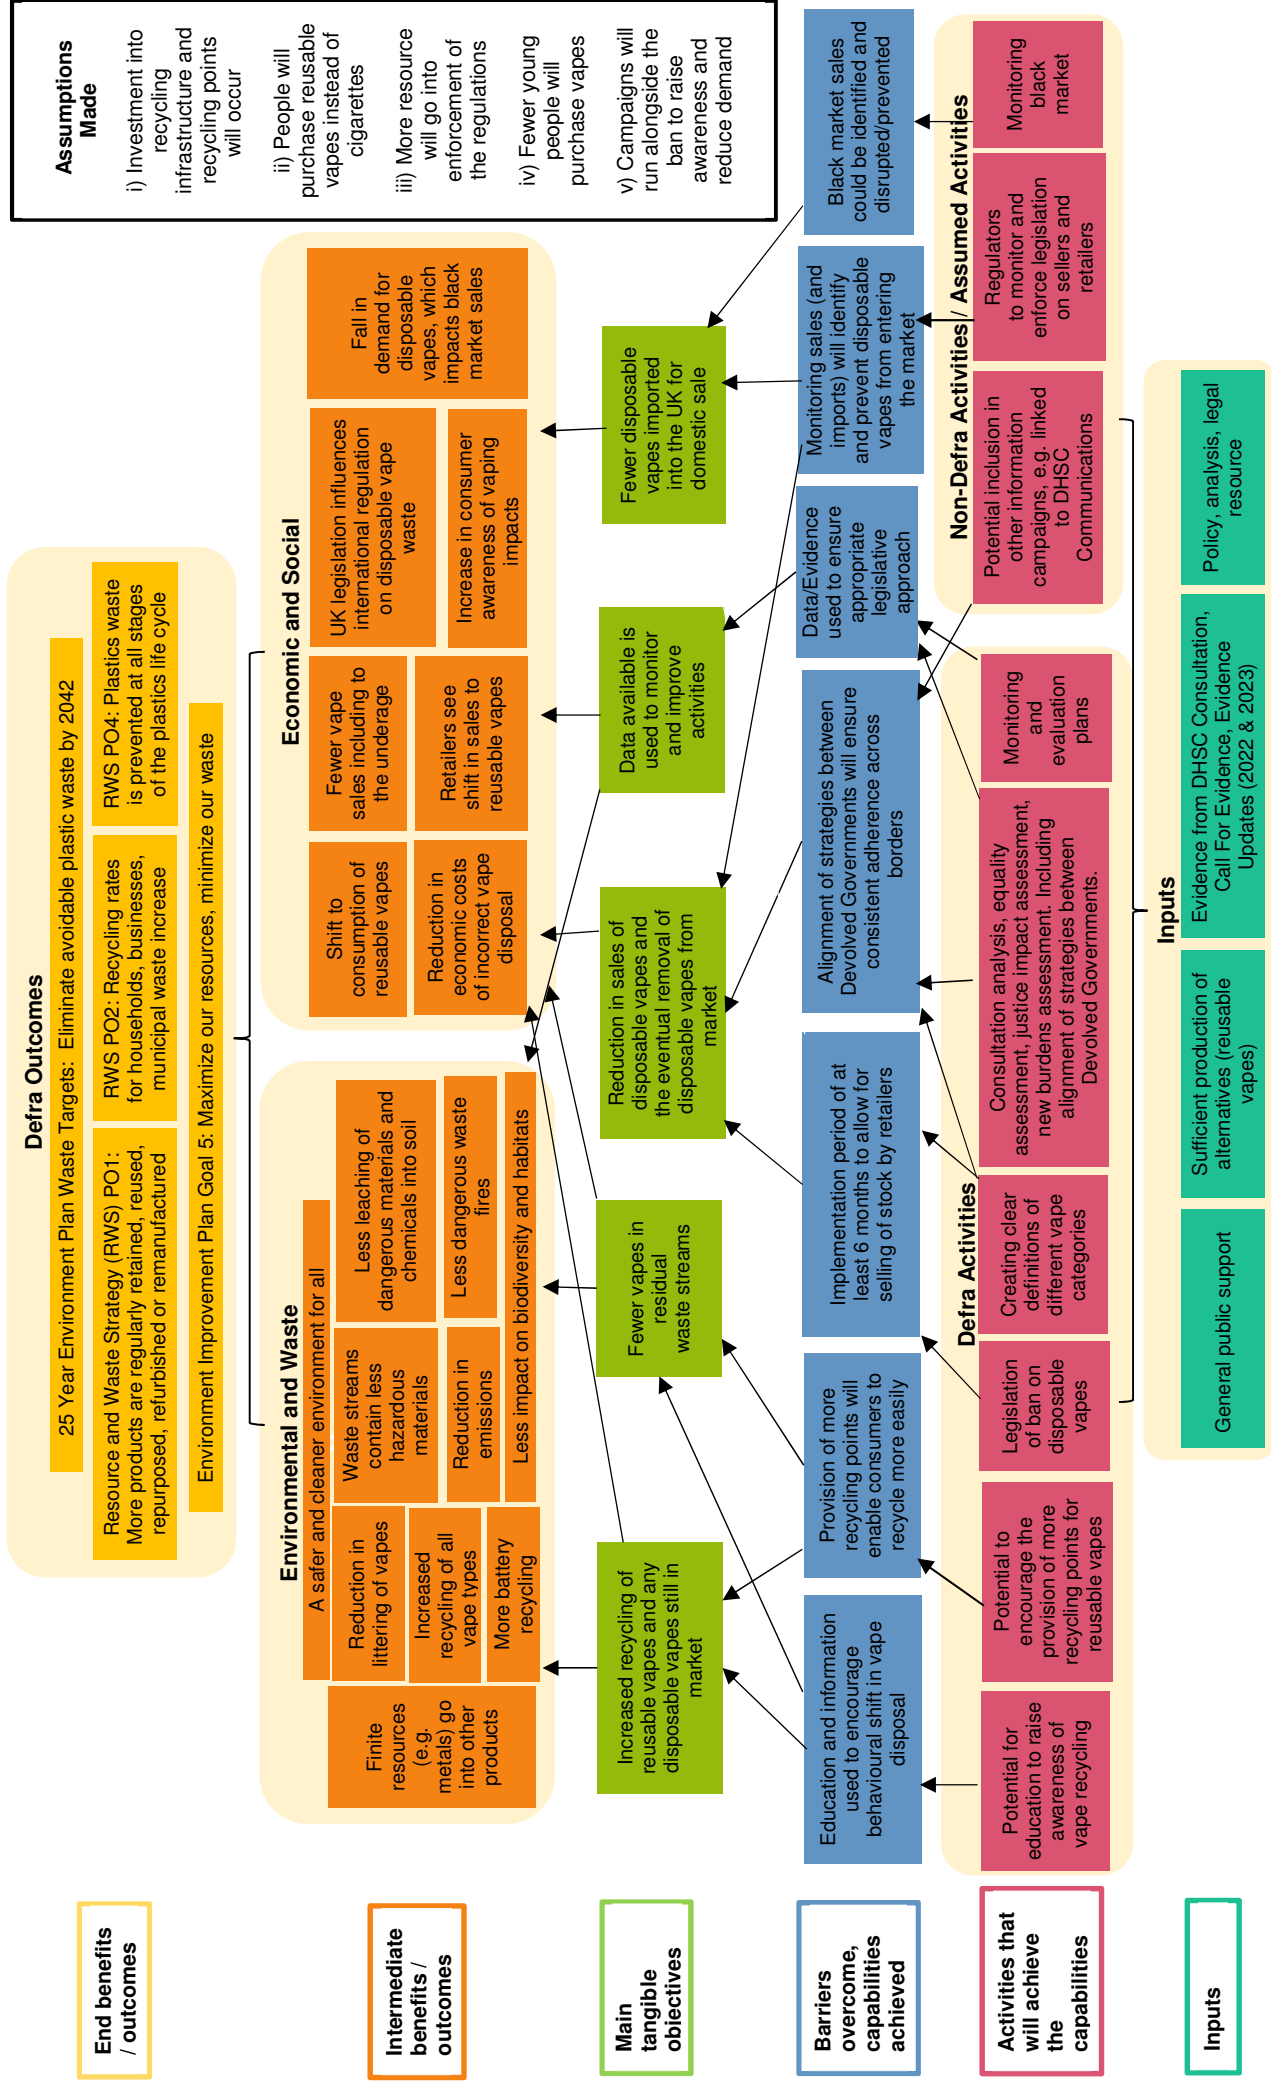 Defra Outcomes
End benefits
/ outcomes
25 Year Environment Plan Waste Targets:  Eliminate avoidable plastic waste by 2042
Resource and Waste Strategy (RWS) PO1:
More products are regularly retained, reused,
repurposed, refurbished or remanufactured
RWS PO2: Recycling rates
for households, businesses,
municipal waste increase
RWS PO4: Plastics waste
is prevented at all stages
of the plastics life cycle
Environment Improvement Plan Goal 5: Maximize our resources, minimize our waste
Intermediate
benefits /
outcomes
Environmental and Waste
A safer and cleaner environment for all
Finite
resources
(e.g.
metals) go
into other
products
Reduction in
littering of vapes
Increased
recycling of all
vape types
More battery
recycling
Waste streams
contain less
hazardous
materials
Reduction in
emissions
Less leaching of
dangerous materials and
chemicals into soil
Less dangerous waste
fires
Less impact on biodiversity and habitats
Economic and Social
Shift to
consumption of
reusable vapes
Reduction in
economic costs
of incorrect vape
disposal
Fewer vape
sales including to
the underage
Retailers see
shift in sales to
reusable vapes
UK legislation influences
international regulation
on disposable vape
waste
Increase in consumer
awareness of vaping
impacts
Fall in
demand for
disposable
vapes, which
impacts black
market sales
Assumptions
Made
i) Investment into
recycling
infrastructure and
recycling points
will occur
ii) People will
purchase reusable
vapes instead of
cigarettes
iii) More resource
will go into
enforcement of
the regulations
iv) Fewer young
people will
purchase vapes
v) Campaigns will
run alongside the
ban to raise
awareness and
reduce demand
Main
tangible
objectives
Increased recycling of
reusable vapes and any
disposable vapes still in
market
Fewer vapes in
residual
waste streams
Reduction in sales of
disposable vapes and
the eventual removal of
disposable vapes from
market
Data available is
used to monitor
and improve
activities
Fewer disposable
vapes imported
into the UK for
domestic sale
Barriers
overcome,
capabilities
achieved
Education and information
used to encourage
behavioural shift in vape
disposal
Provision of more
recycling points will
enable consumers to
recycle more easily
Implementation period of at
least 6 months to allow for
selling of stock by retailers
Alignment of strategies between
Devolved Governments will ensure
consistent adherence across
borders
Data/Evidence
used to ensure
appropriate
legislative
approach
Monitoring sales (and
imports) will identify
and prevent disposable
vapes from entering
the market
Black market sales
could be identified and
disrupted/prevented
Activities that
will achieve
the
capabilities
Defra Activities
Potential for
education to raise
awareness of
vape recycling
Potential to
encourage the
provision of more
recycling points for
reusable vapes
Legislation
of ban on
disposable
vapes
Creating clear
definitions of
different vape
categories
Consultation analysis, equality
assessment, justice impact assessment,
new burdens assessment. Including
alignment of strategies between
Devolved Governments.
Monitoring
and
evaluation
plans
Non-Defra Activities / Assumed Activities
Potential inclusion in
other information
campaigns, e.g. linked
to DHSC
Communications
Regulators
to monitor and
enforce legislation
on sellers and
retailers
Monitoring
black
market
Inputs
Inputs
General public support
Sufficient production of
alternatives (reusable
vapes)
Evidence from DHSC Consultation,
Call For Evidence, Evidence
Updates (2022 & 2023)
Policy, analysis, legal
resource